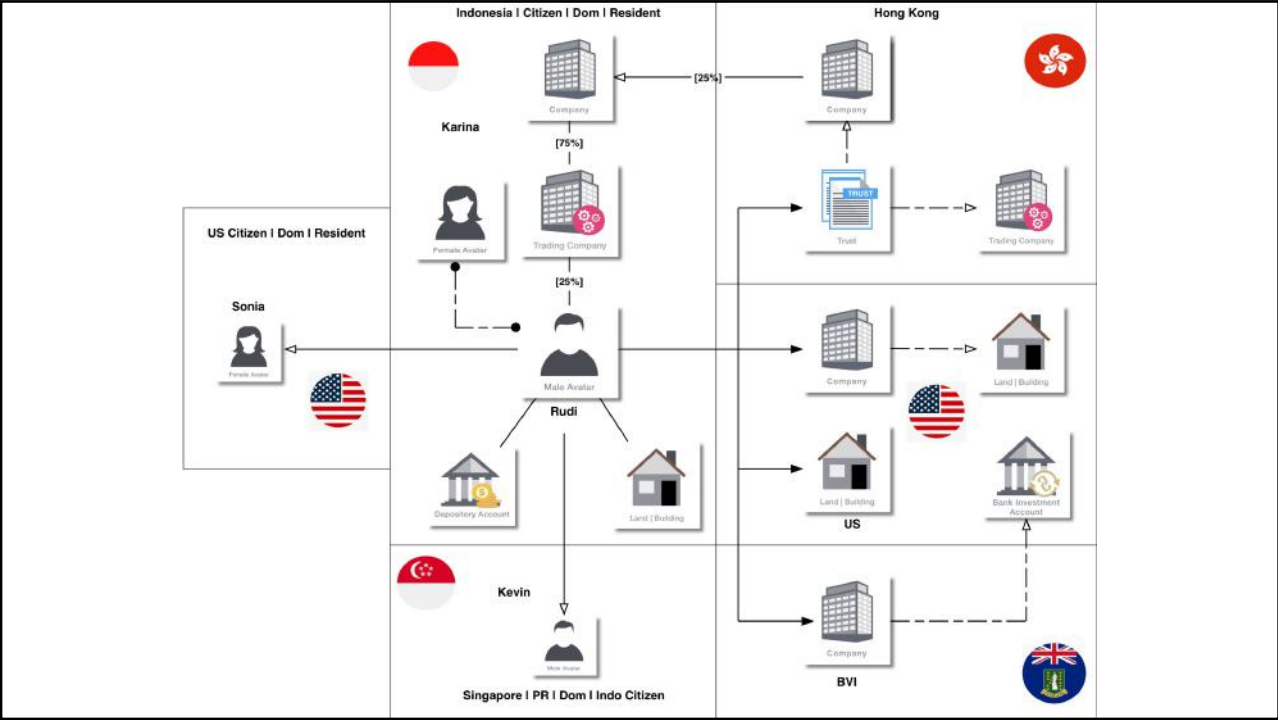 Indonesia | Citizen | Dom | Resident
Hong Kong
Company
[25%]
Company
Karina
[75%]
Female Avatar
Trading Company
TRUST
Trust
Trading Company
US Citizen | Dom | Resident
[25%]
Sonia
Female Avatar
Male Avatar
Rudi
Company
Land | Building
Depository Account
Land | Building
Land | Building
US
Bank Investment
Account
Kevin
Male Avatar
Singapore | PR | Dom | Indo Citizen
Company
BVI